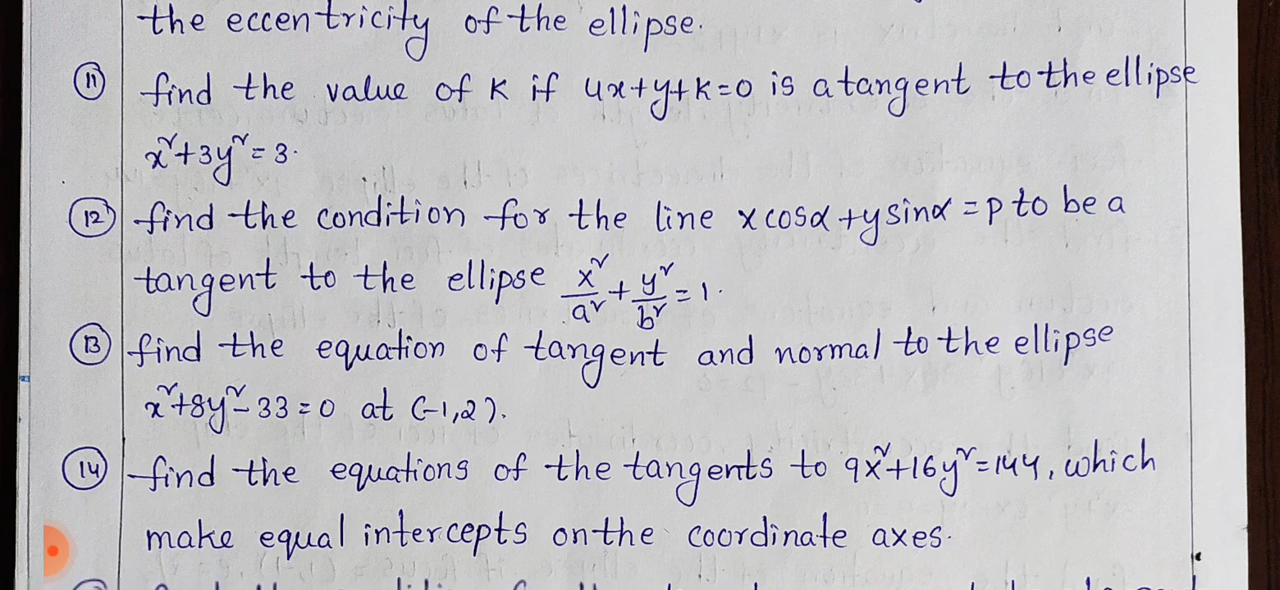 the eccentricity of the ellipse.
⑪ find the value of K if 4x+y+k=0 is a tangent to the ellipse
x²+3y²=3.
⑫ find the condition for the line x cosα +y sinα =p to be a
tangent to the ellipse x²/a² + y²/b² = 1.
⑬ find the equation of tangent and normal to the ellipse
x²+8y²-33=0 at (-1,2).
⑭ find the equations of the tangents to 9x²+16y²=144, which
make equal intercepts on the coordinate axes.